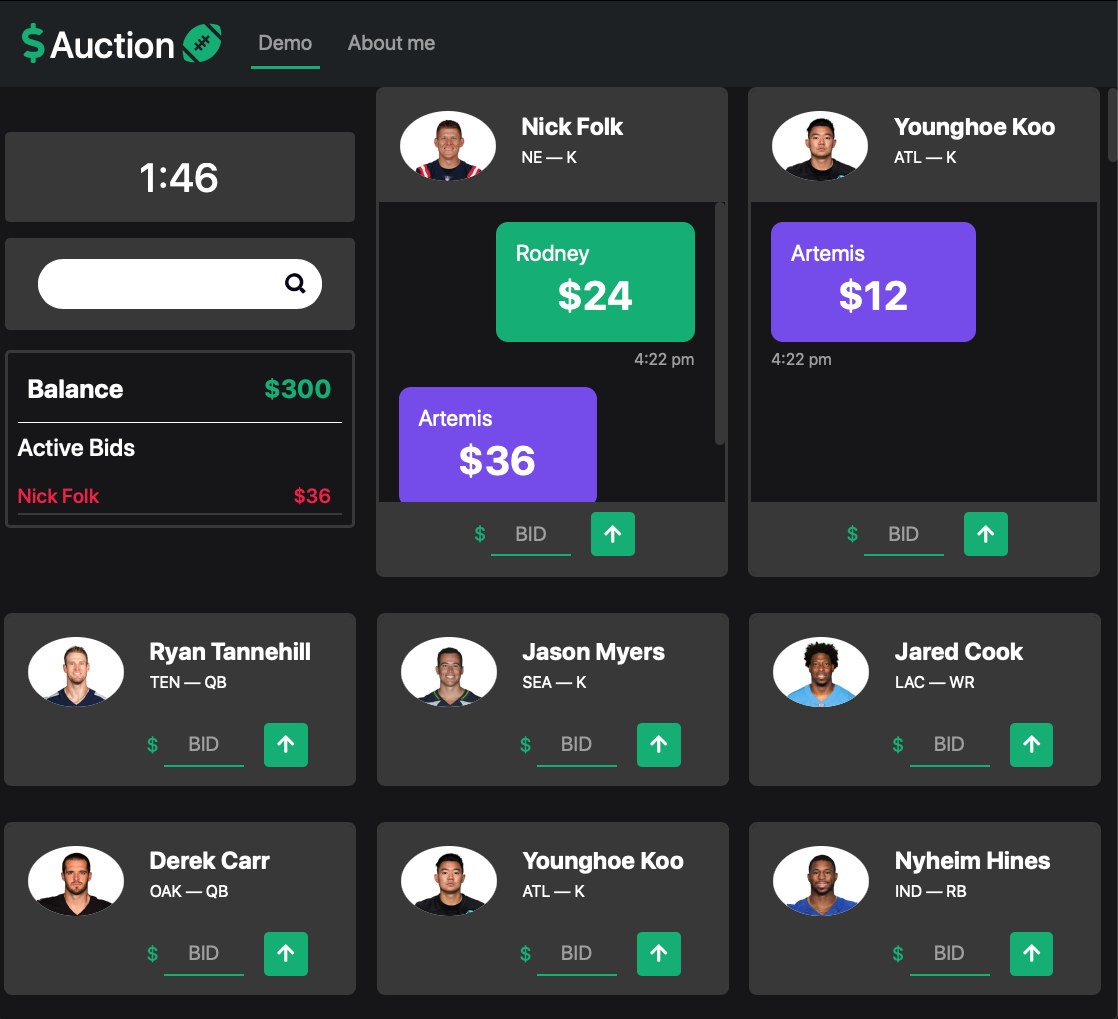 $ Auction
Demo
About me
1:46
Balance $300
Active Bids
Nick Folk $36
Nick Folk
NE — K
Rodney
$24
4:22 pm
Artemis
$36
$ BID
Younghoe Koo
ATL — K
Artemis
$12
4:22 pm
$ BID
Ryan Tannehill
TEN — QB
$ BID
Jason Myers
SEA — K
$ BID
Jared Cook
LAC — WR
$ BID
Derek Carr
OAK — QB
$ BID
Younghoe Koo
ATL — K
$ BID
Nyheim Hines
IND — RB
$ BID